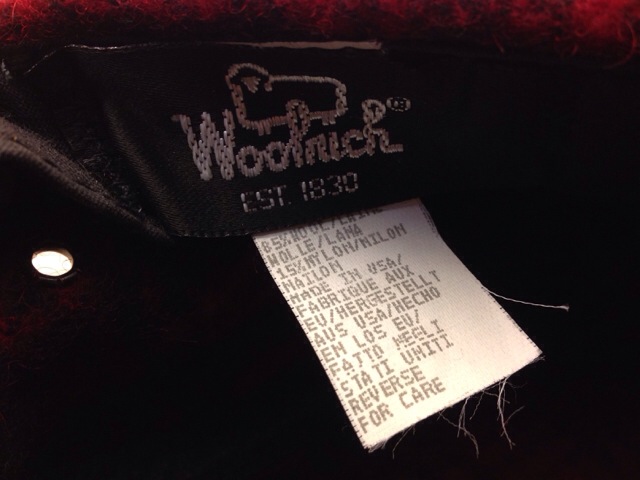 Woolrich®
EST. 1830
85%WOOL/LAINE
WOLLE/LANA
15%NYLON/NILON
NAILON
MADE IN USA/
FABRIQUE AUX
EU/HERGESTELLT
AUS USA/HECHO
EN LOS EU/
FATTO NEGLI
STATI UNITI
REVERSE
FOR CARE